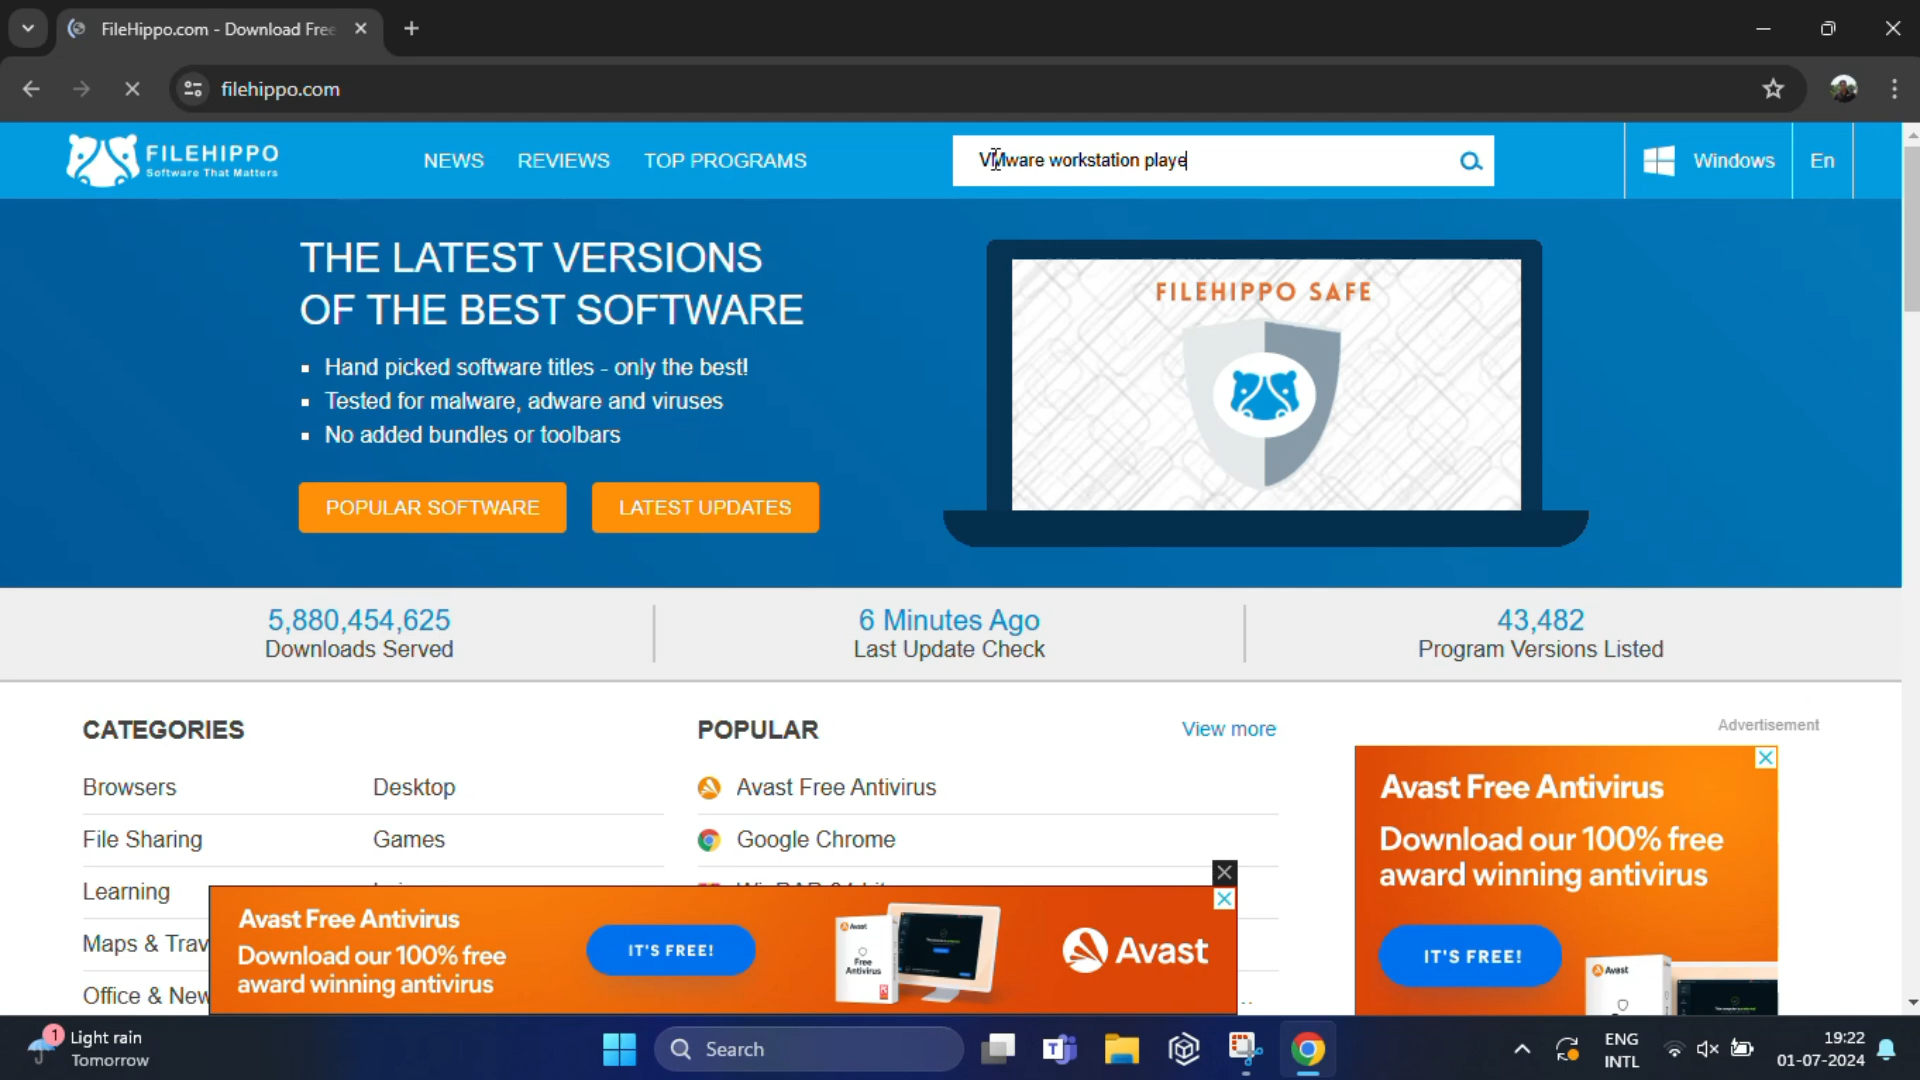 FileHippo.com - Download Free
filehippo.com
FILEHIPPO
Software That Matters
NEWS
REVIEWS
TOP PROGRAMS
VMware workstation playe
Windows
En
THE LATEST VERSIONS
OF THE BEST SOFTWARE
Hand picked software titles - only the best!
Tested for malware, adware and viruses
No added bundles or toolbars
POPULAR SOFTWARE
LATEST UPDATES
FILEHIPPO SAFE
5,880,454,625
Downloads Served
6 Minutes Ago
Last Update Check
43,482
Program Versions Listed
CATEGORIES
Browsers
Desktop
File Sharing
Games
Learning
Maps & Trav
Office & New
POPULAR
View more
Avast Free Antivirus
Google Chrome
Advertisement
Avast Free Antivirus
Download our 100% free
award winning antivirus
IT'S FREE!
Avast
Avast Free Antivirus
Download our 100% free
award winning antivirus
IT'S FREE!
Avast
Free
Antivirus
Avast
1
Light rain
Tomorrow
Search
ENG
INTL
19:22
01-07-2024